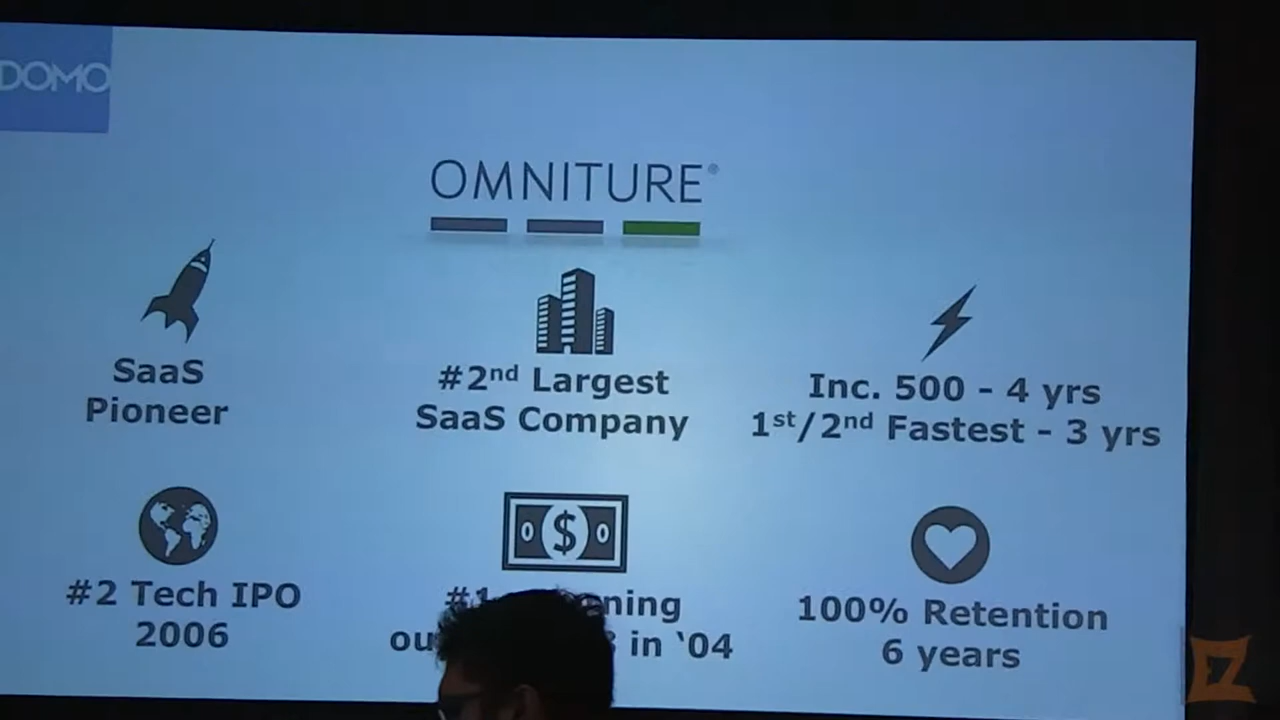 DOMO
OMNITURE®
SaaS
Pioneer
#2nd Largest
SaaS Company
Inc. 500 - 4 yrs
1st/2nd Fastest - 3 yrs
#2 Tech IPO
2006
$
in ‘04
100% Retention
6 years
EZ